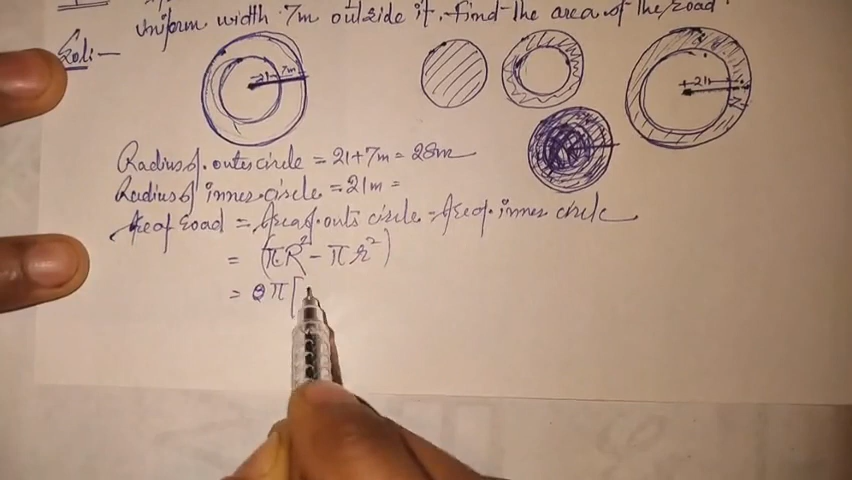 uniform width 7m outside it. Find the area of the road.
Sol:-
21m 7m
21
Radius of outer circle = 21+7m = 28m
Radius of inner circle = 21m =
Area of road = Area of outer circle = Area of inner circle
= (πR² - πr²)
= π[